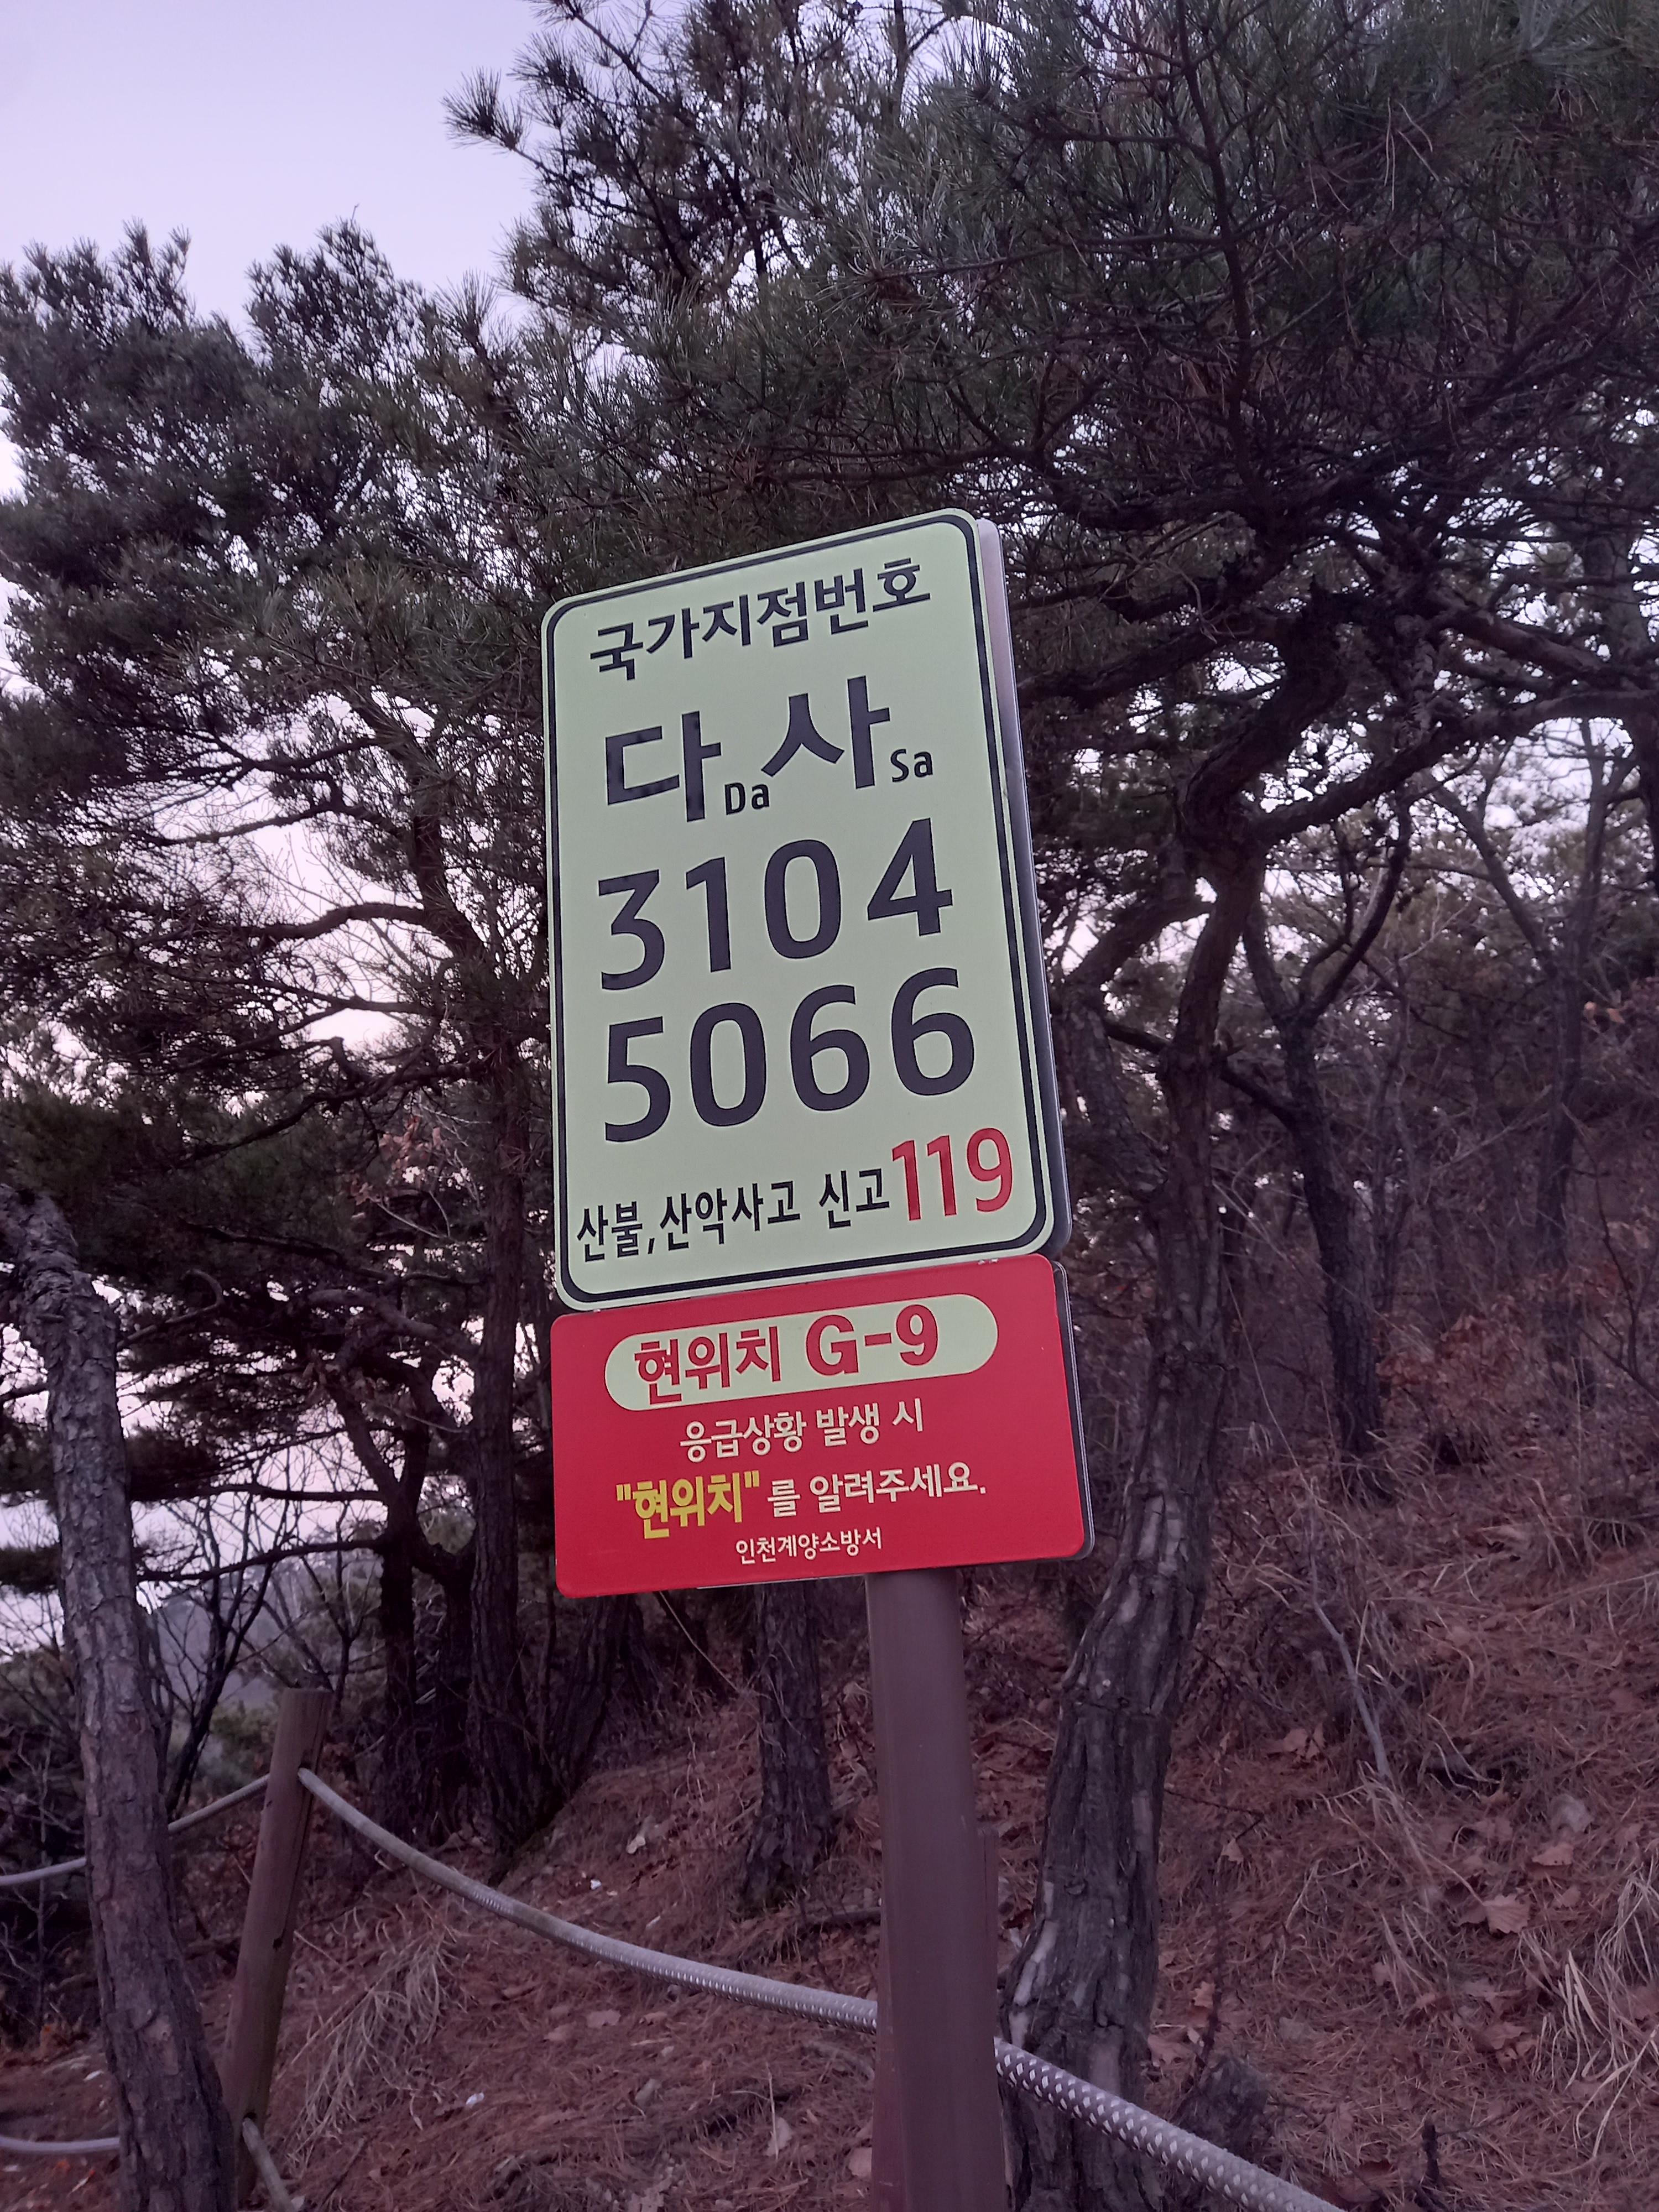 국가지점번호
다Da사Sa
3104
5066
산불,산악사고 신고119
현위치 G-9
응급상황 발생 시
"현위치"를 알려주세요.
인천계양소방서